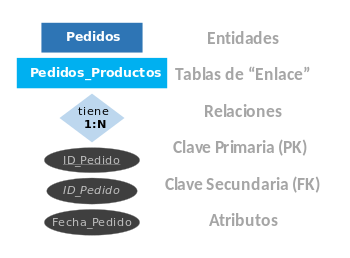 Pedidos
Entidades
Pedidos_Productos
Tablas de “Enlace”
tiene
1:N
Relaciones
ID_Pedido
Clave Primaria (PK)
ID_Pedido
Clave Secundaria (FK)
Fecha_Pedido
Atributos